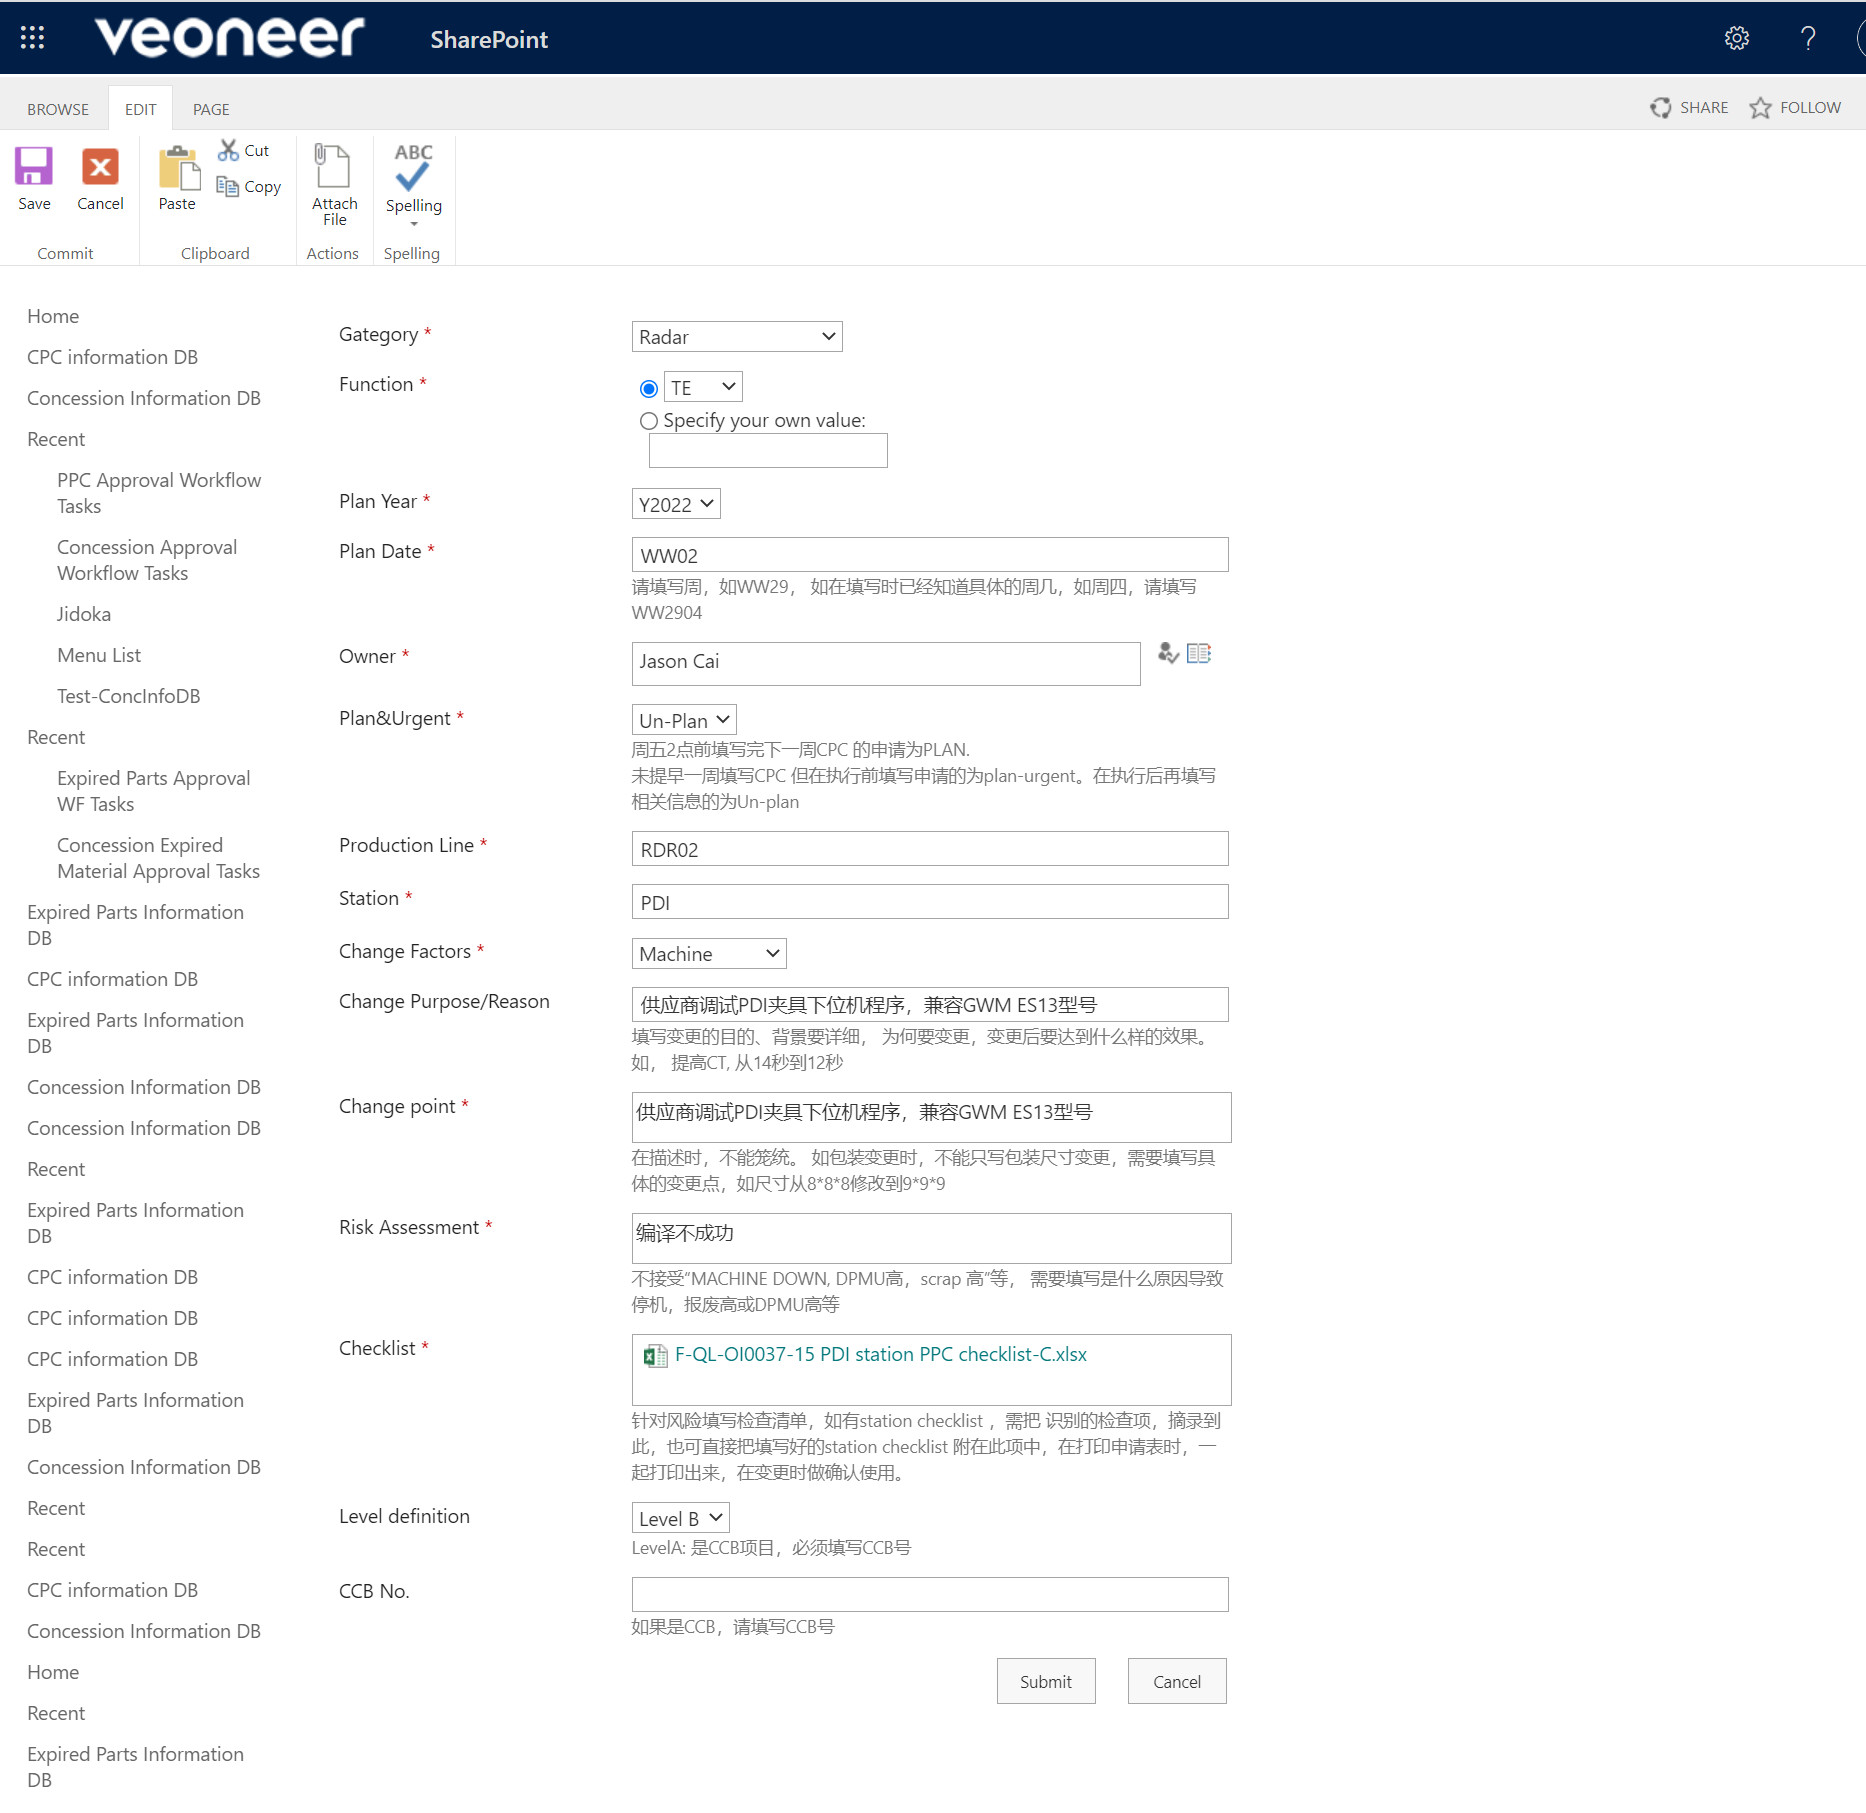 veoneer
SharePoint
BROWSE
EDIT
PAGE
SHARE
FOLLOW
Save
Cancel
Paste
Cut
Copy
Attach
File
ABC
Spelling
Commit
Clipboard
Actions
Spelling
Home
CPC information DB
Concession Information DB
Recent
PPC Approval Workflow
Tasks
Concession Approval
Workflow Tasks
Jidoka
Menu List
Test-ConcInfoDB
Recent
Expired Parts Approval
WF Tasks
Concession Expired
Material Approval Tasks
Expired Parts Information
DB
CPC information DB
Expired Parts Information
DB
Concession Information DB
Concession Information DB
Recent
Expired Parts Information
DB
CPC information DB
CPC information DB
CPC information DB
Expired Parts Information
DB
Concession Information DB
Recent
Recent
CPC information DB
Concession Information DB
Home
Recent
Expired Parts Information
DB
Gategory *
Radar
Function *
TE
Specify your own value:
Plan Year *
Y2022
Plan Date *
WW02
请填写周，如WW29， 如在填写时已经知道具体的周几，如周四，请填写
WW2904
Owner *
Jason Cai
Plan&Urgent *
Un-Plan
周五2点前填写完下一周CPC 的申请为PLAN.
未提早一周填写CPC 但在执行前填写申请的为plan-urgent。在执行后再填写
相关信息的为Un-plan
Production Line *
RDR02
Station *
PDI
Change Factors *
Machine
Change Purpose/Reason
供应商调试PDI夹具下位机程序，兼容GWM ES13型号
填写变更的目的、背景要详细， 为何要变更，变更后要达到什么样的效果。
如， 提高CT, 从14秒到12秒
Change point *
供应商调试PDI夹具下位机程序，兼容GWM ES13型号
在描述时，不能笼统。 如包装变更时，不能只写包装尺寸变更，需要填写具
体的变更点，如尺寸从8*8*8修改到9*9*9
Risk Assessment *
编译不成功
不接受“MACHINE DOWN, DPMU高，scrap 高”等， 需要填写是什么原因导致
停机，报废高或DPMU高等
Checklist *
F-QL-OI0037-15 PDI station PPC checklist-C.xlsx
针对风险填写检查清单，如有station checklist ，需把 识别的检查项，摘录到
此，也可直接把填写好的station checklist 附在此项中，在打印申请表时，一
起打印出来，在变更时做确认使用。
Level definition
Level B
LevelA: 是CCB项目，必须填写CCB号
CCB No.
如果是CCB，请填写CCB号
Submit
Cancel